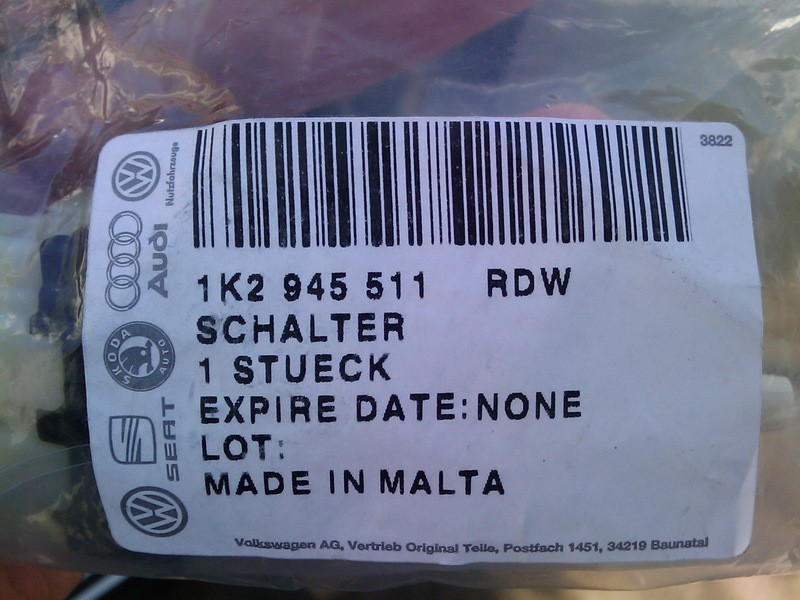 3822
Nutzfahrzeuge
Audi
SKODA
AUTO
SEAT
1K2 945 511 RDW
SCHALTER
1 STUECK
EXPIRE DATE:NONE
LOT:
MADE IN MALTA
Volkswagen AG, Vertrieb Original Teile, Postfach 1451, 34219 Baunatal